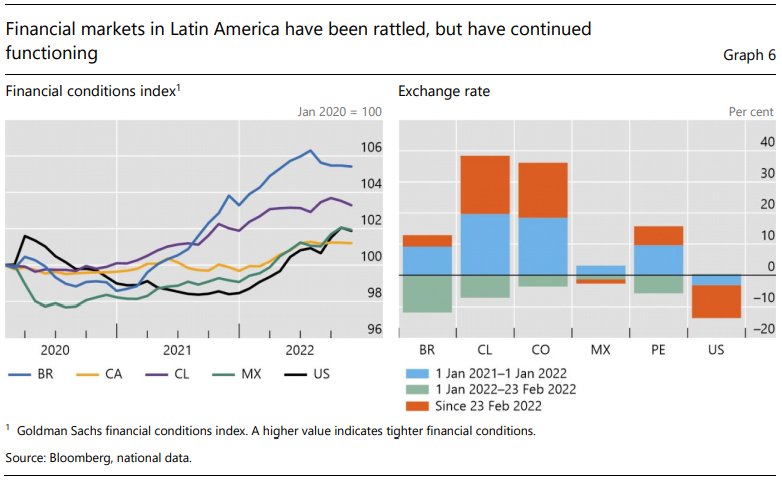 Financial markets in Latin America have been rattled, but have continued
functioning
Graph 6
Financial conditions index1
Exchange rate
Jan 2020 = 100
Per cent
106
104
102
100
98
96
2020
2021
2022
BR
CA
CL
MX
US
40
30
20
10
0
–10
–20
BR
CL
CO
MX
PE
US
1 Jan 2021–1 Jan 2022
1 Jan 2022–23 Feb 2022
Since 23 Feb 2022
1 Goldman Sachs financial conditions index. A higher value indicates tighter financial conditions.
Source: Bloomberg, national data.